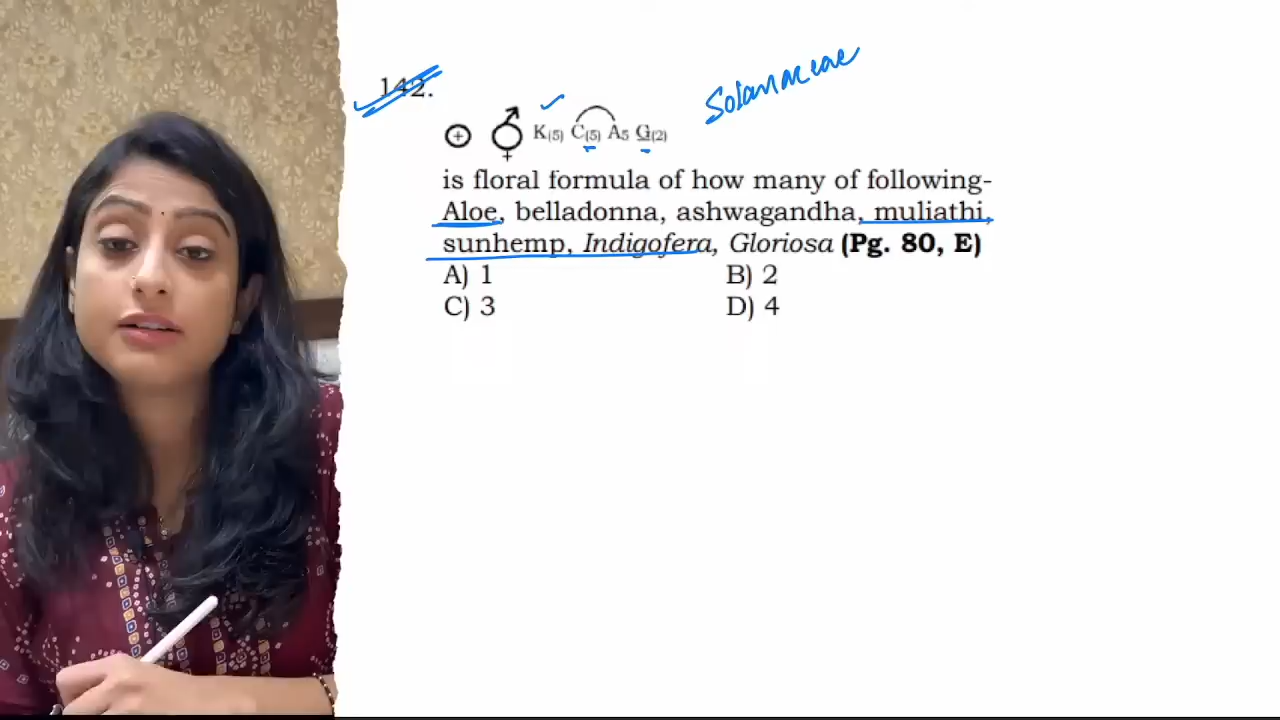 142.
Solanaceae
⊕ ⚥ K(5) C(5) A5 G(2)
is floral formula of how many of following-
Aloe, belladonna, ashwagandha, muliathi,
sunhemp, Indigofera, Gloriosa (Pg. 80, E)
A) 1 B) 2
C) 3 D) 4